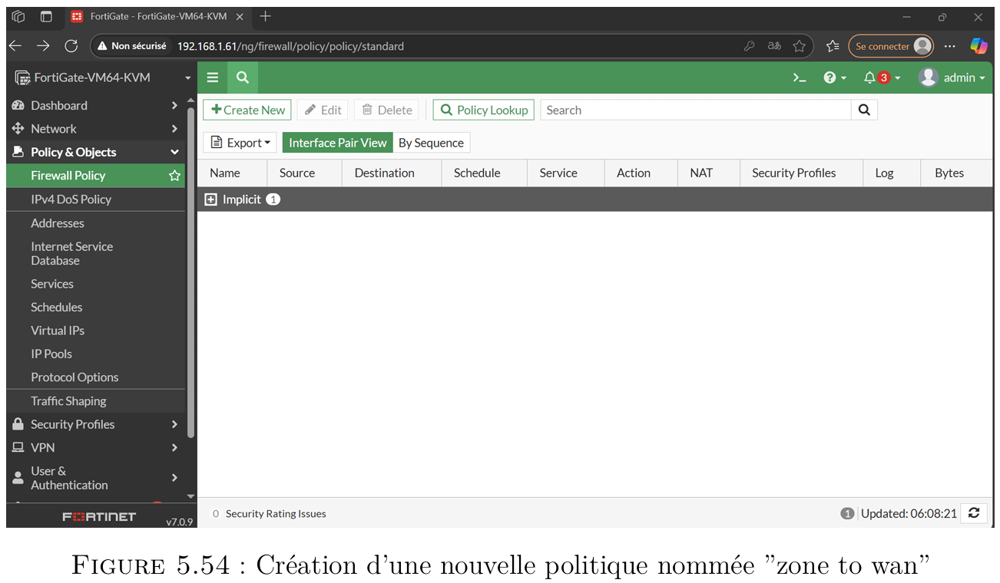 FortiGate - FortiGate-VM64-KVM
Non sécurisé 192.168.1.61/ng/firewall/policy/policy/standard
aあ
Se connecter
FortiGate-VM64-KVM
>_
3
admin
Dashboard
Network
Policy & Objects
Firewall Policy
IPv4 DoS Policy
Addresses
Internet Service
Database
Services
Schedules
Virtual IPs
IP Pools
Protocol Options
Traffic Shaping
Security Profiles
VPN
User &
Authentication
FORTINET
v7.0.9
Create New Edit Delete Policy Lookup Search
Export Interface Pair View By Sequence
Name Source Destination Schedule Service Action NAT Security Profiles Log Bytes
Implicit 1
0 Security Rating Issues
1 Updated: 06:08:21
FIGURE 5.54 : Création d'une nouvelle politique nommée ”zone to wan”